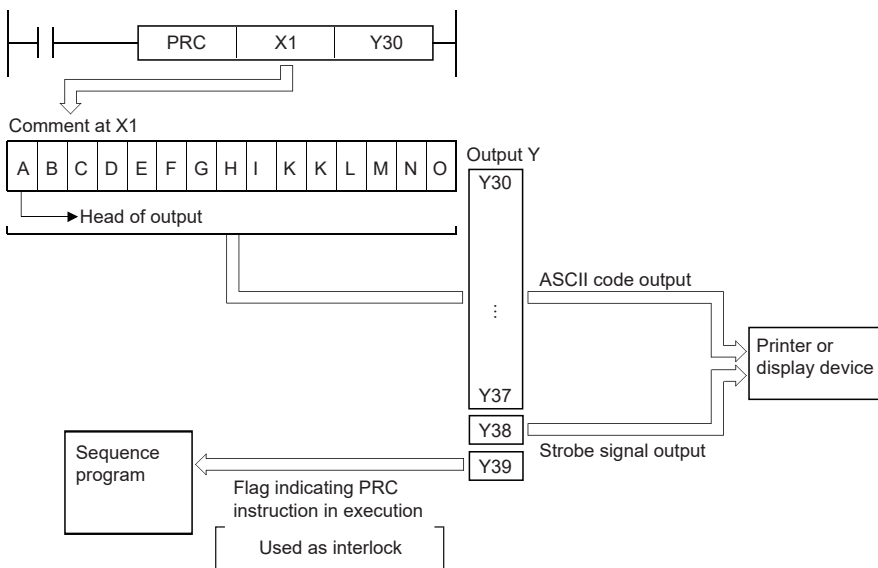 PRC X1 Y30
Comment at X1
A B C D E F G H I K K L M N O
Head of output
Output Y
Y30
ASCII code output
⋮
Printer or
display device
Y37
Y38
Strobe signal output
Y39
Sequence
program
Flag indicating PRC
instruction in execution
Used as interlock